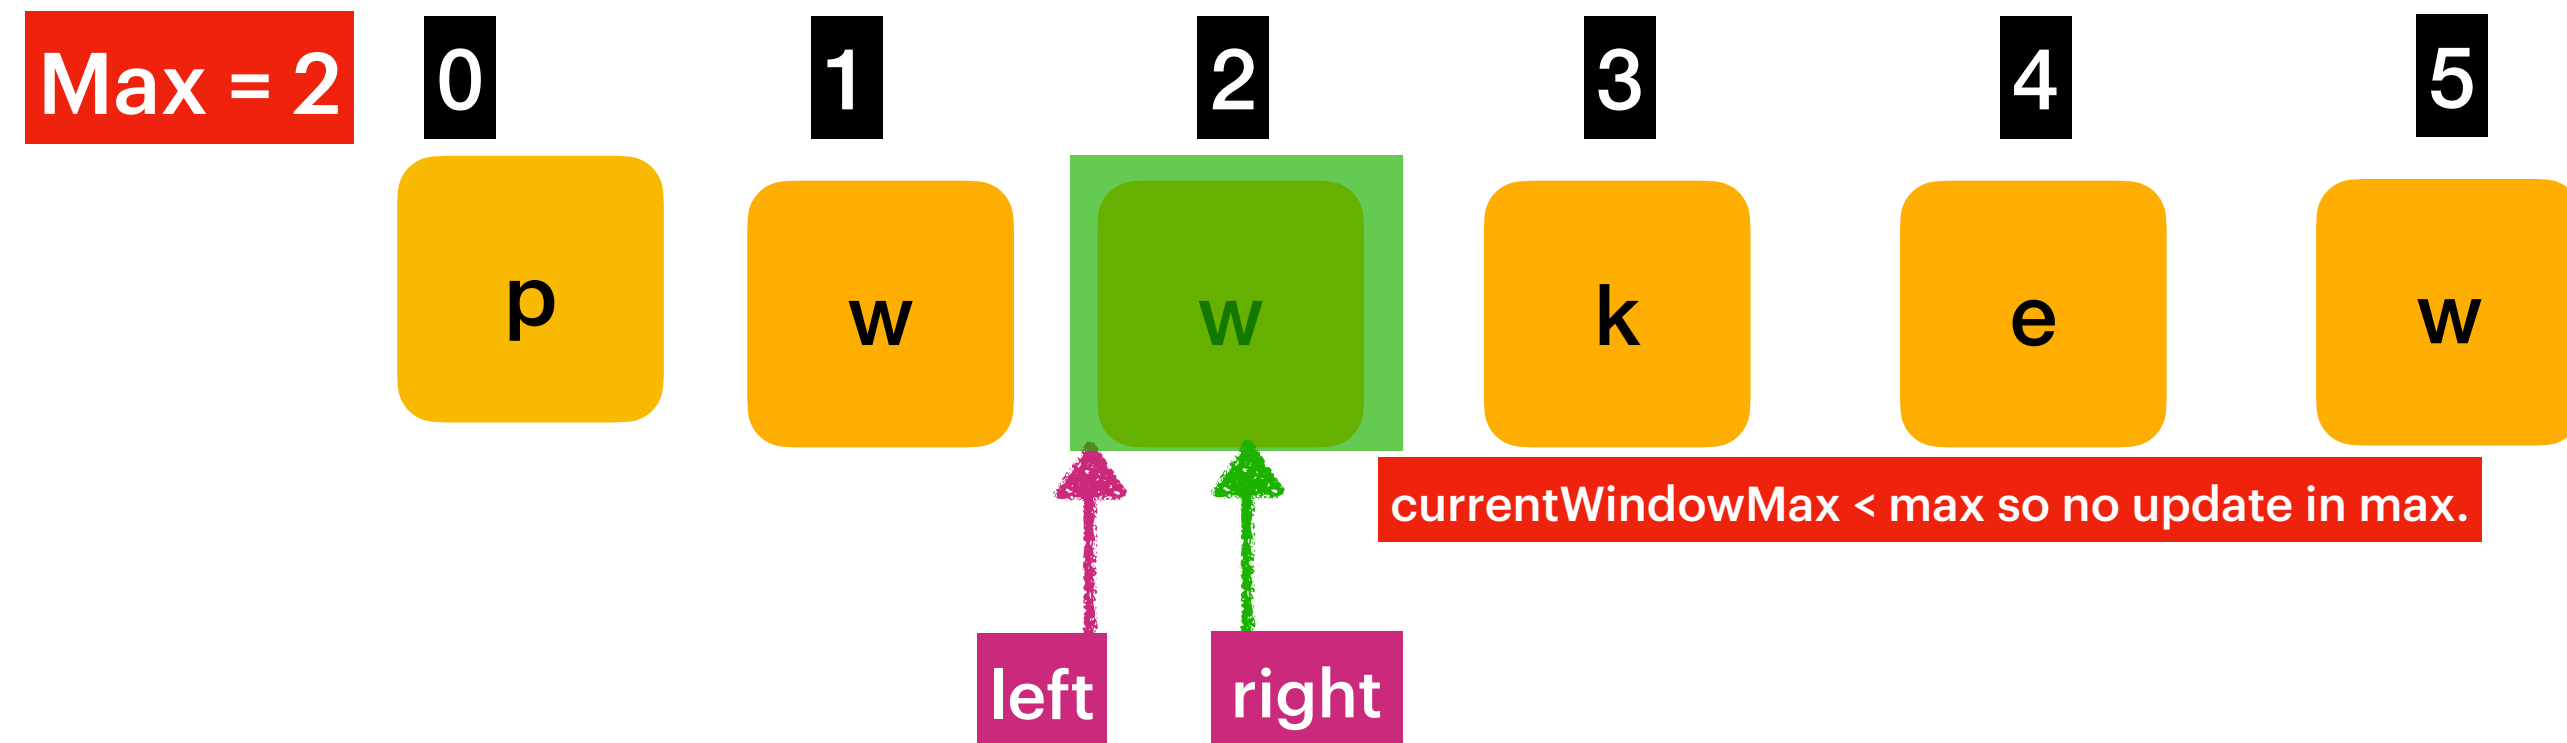 Max = 2 0 1 2 3 4 5
p w w k e w
currentWindowMax < max so no update in max.
left right